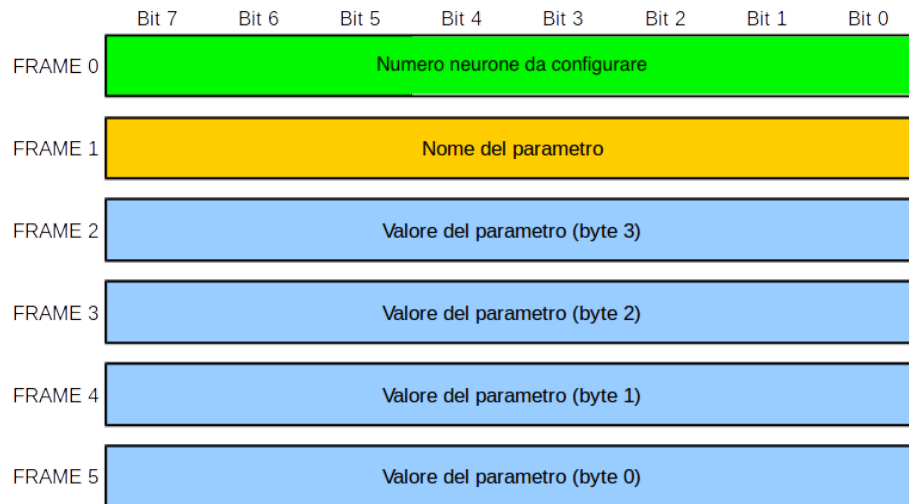 Bit 7 Bit 6 Bit 5 Bit 4 Bit 3 Bit 2 Bit 1 Bit 0
FRAME 0 Numero neurone da configurare
FRAME 1 Nome del parametro
FRAME 2 Valore del parametro (byte 3)
FRAME 3 Valore del parametro (byte 2)
FRAME 4 Valore del parametro (byte 1)
FRAME 5 Valore del parametro (byte 0)